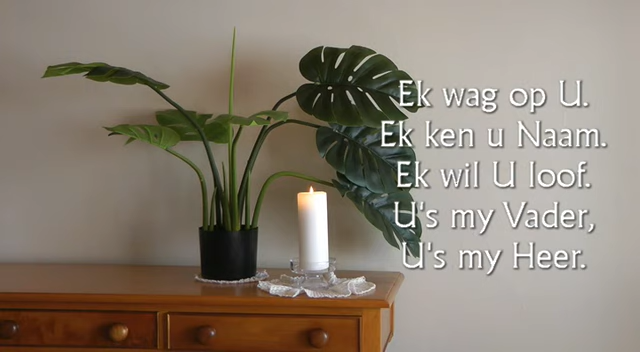 Ek wag op U.
Ek ken u Naam.
Ek wil U loof.
U's my Vader,
U's my Heer.